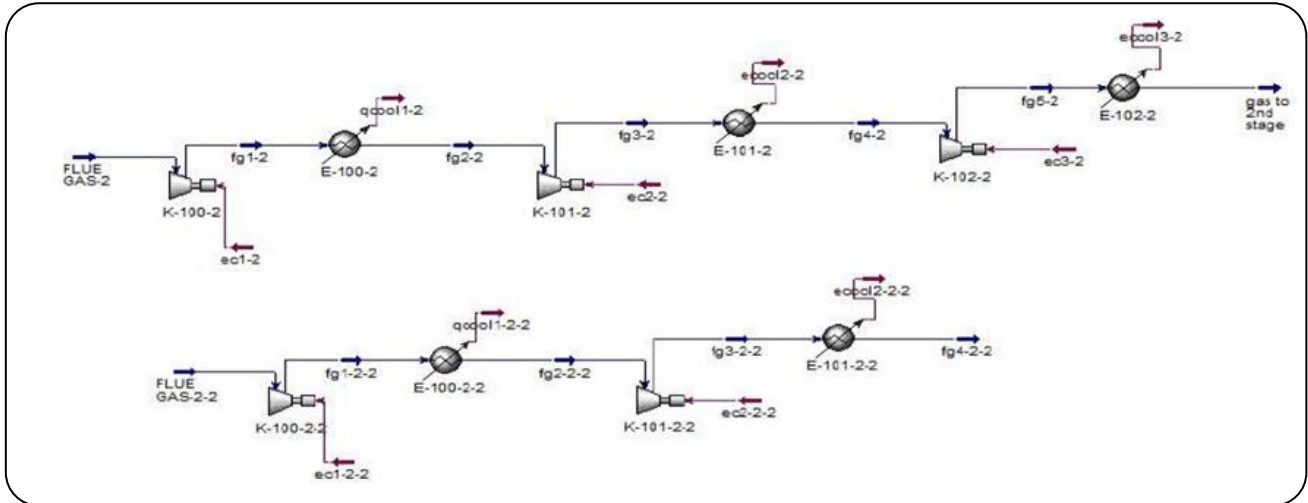 eccol3-2
E-102-2
fg5-2
gas to
2nd
stage
ecool2-2
E-101-2
fg3-2
fg4-2
K-102-2
ec3-2
qcool1-2
fg1-2
E-100-2
fg2-2
FLUE
GAS-2
K-100-2
K-101-2
ec2-2
ec1-2
ecool2-2-2
fg3-2-2
E-101-2-2
fg4-2-2
qcool1-2-2
fg1-2-2
E-100-2-2
fg2-2-2
FLUE
GAS-2-2
K-100-2-2
K-101-2-2
ec2-2-2
ec1-2-2